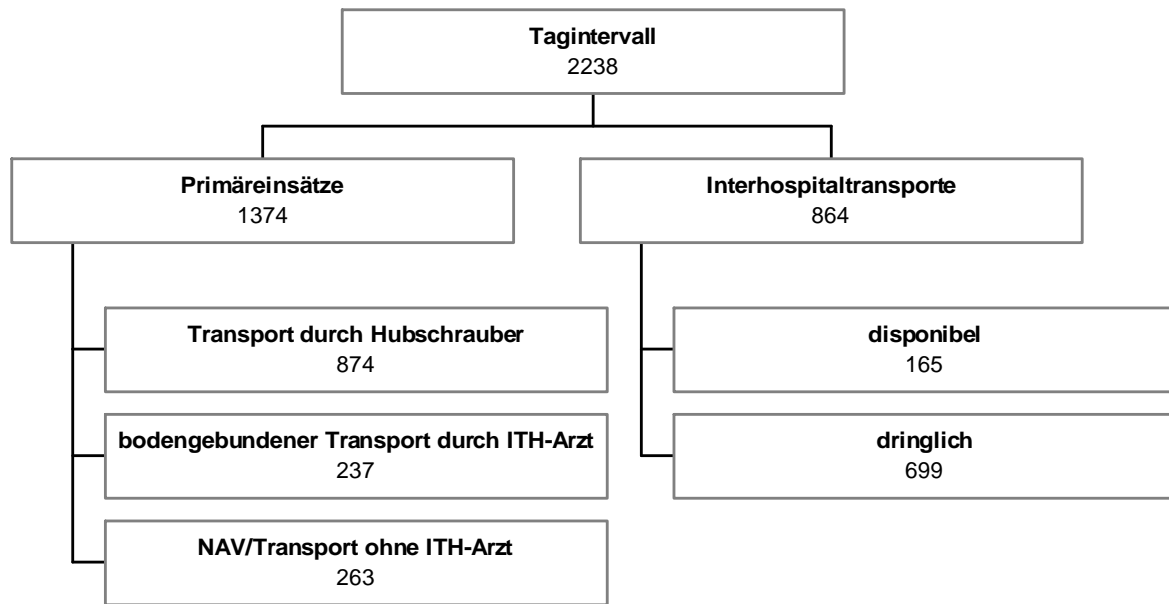 Tagintervall
2238
Primäreinsätze
1374
Interhospitaltransporte
864
Transport durch Hubschrauber
874
disponibel
165
bodengebundener Transport durch ITH-Arzt
237
dringlich
699
NAV/Transport ohne ITH-Arzt
263